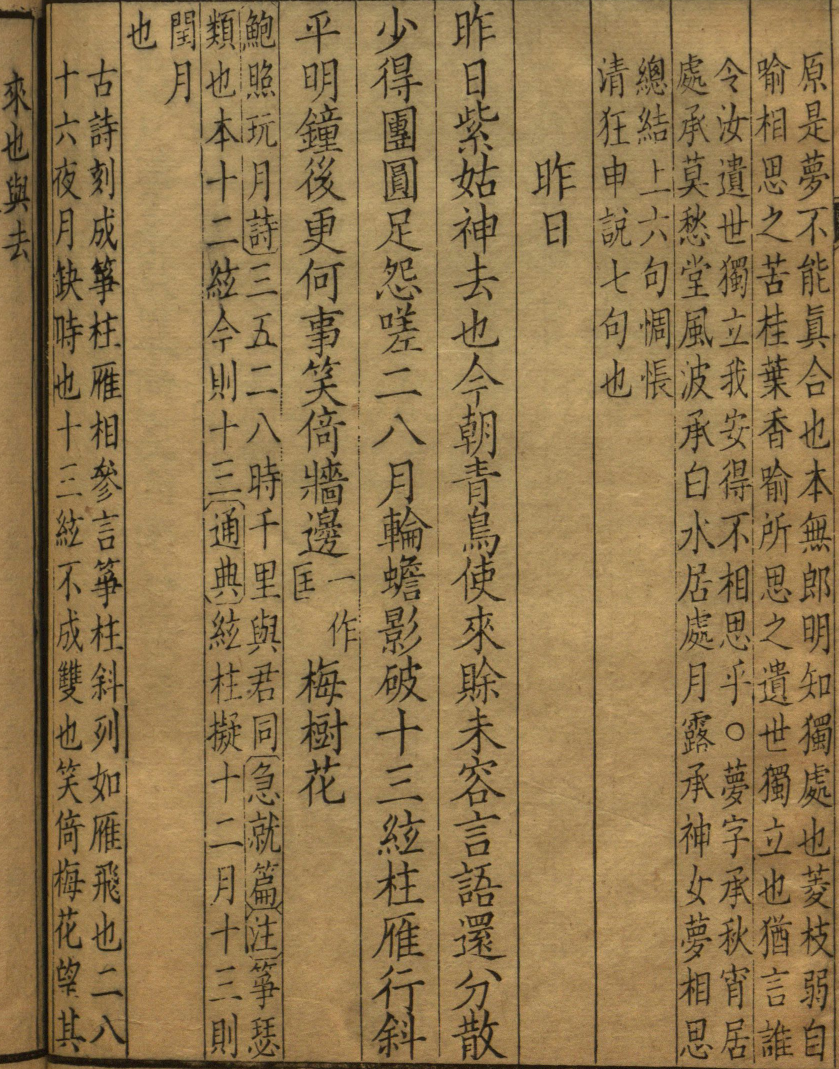 原是夢不能眞合也本無郎明知獨處也菱枝弱自
喻相思之苦桂葉香喻所思之遺世獨立也猶言誰
令汝遺世獨立我安得不相思乎○夢字承秋宵居
處承莫愁堂風波承白水居處月露承神女夢相思
總結上六句惆悵
清狂申說七句也
昨日
昨日紫姑神去也今朝青鳥使來賒未容言語還分散
少得團圓足怨嗟二八月輪蟾影破十三絃柱雁行斜
平明鐘後更何事笑倚牆邊一作匡梅樹花
鮑照玩月詩三五二八時千里與君同急就篇注箏瑟
類也本十二絃今則十三通典絃柱擬十二月十三則
閏月
也
古詩刻成箏柱雁相參言箏柱斜列如雁飛也二八
十六夜月缺時也十三絃不成雙也笑倚梅花望其
來也與去